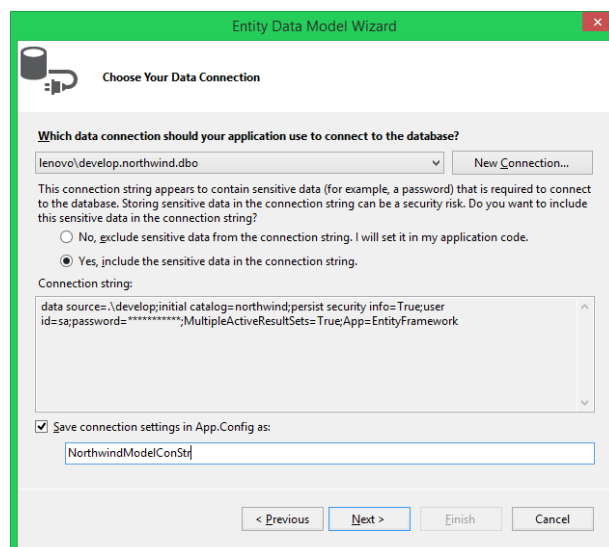 Entity Data Model Wizard
Choose Your Data Connection
Which data connection should your application use to connect to the database?
lenovo\develop.northwind.dbo
New Connection...
This connection string appears to contain sensitive data (for example, a password) that is required to connect
to the database. Storing sensitive data in the connection string can be a security risk. Do you want to include
this sensitive data in the connection string?
No, exclude sensitive data from the connection string. I will set it in my application code.
Yes, include the sensitive data in the connection string.
Connection string:
data source=.\develop;initial catalog=northwind;persist security info=True;user
id=sa;password=***********;MultipleActiveResultSets=True;App=EntityFramework
Save connection settings in App.Config as:
NorthwindModelConStr
< Previous
Next >
Finish
Cancel